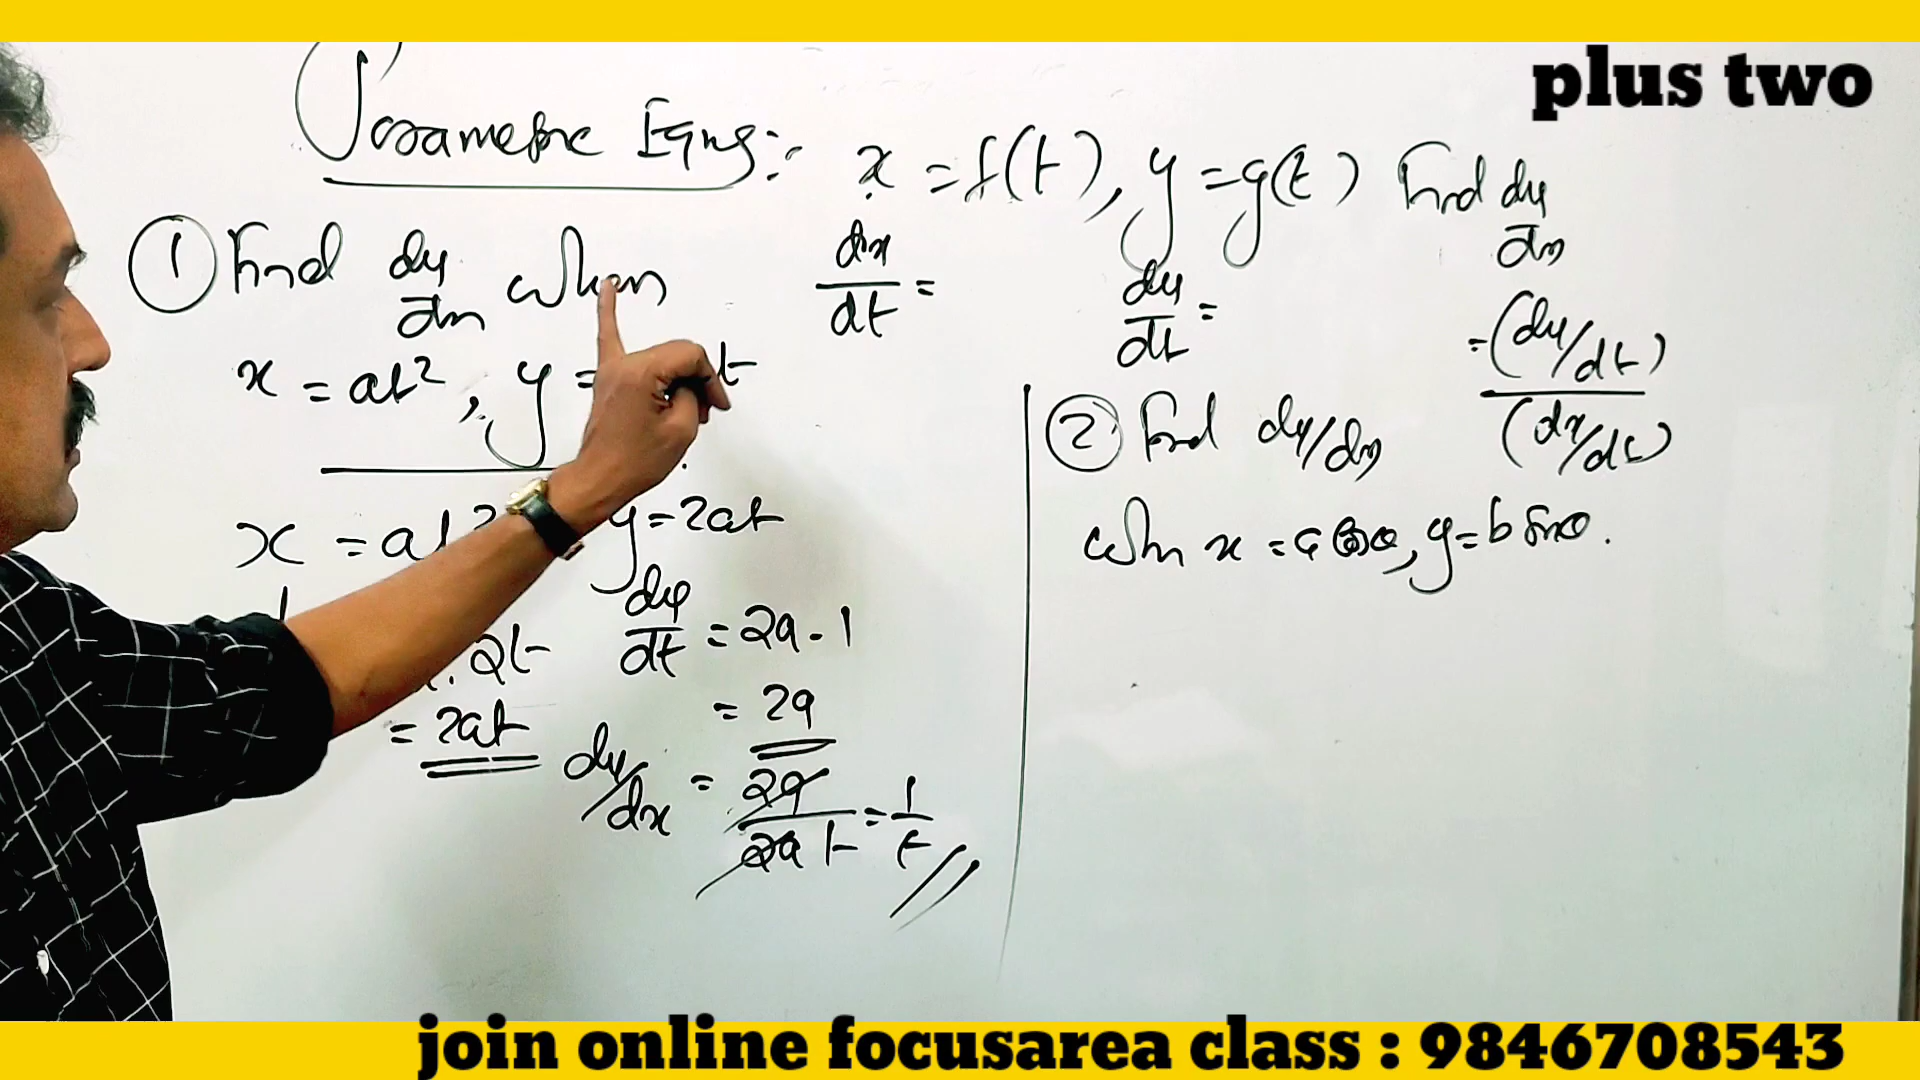 plus two
Parametric Eqns:- x = f(t), y = g(t) Find dy/dx
① Find dy/dx when
dx/dt =
dy/dt =
= (dy/dt) / (dx/dt)
x = at², y = t
x = at² y = 2at
2t dy/dt = 2a . 1
= 2at = 2a
dy/dx = 2a/2at = 1/t //
② Find dy/dx
when x = a cosθ, y = b sinθ.
join online focusarea class : 9846708543